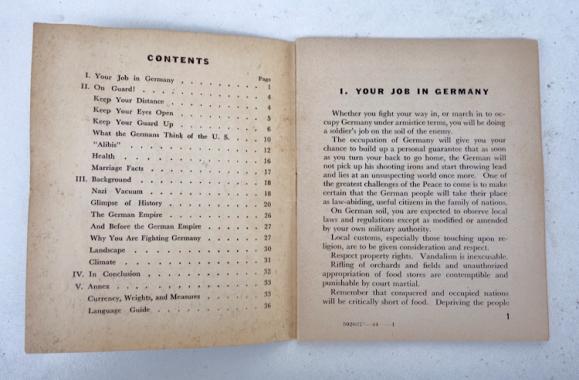 CONTENTS
Page
I. Your Job in Germany . . . . . . . . . 1
II. On Guard! . . . . . . . . . . . 4
Keep Your Distance . . . . . . . . . 4
Keep Your Eyes Open . . . . . . . . . 5
Keep Your Guard Up . . . . . . . . . 6
What the Germans Think of the U. S. . . . . 10
"Alibis" . . . . . . . . . . . . 12
Health . . . . . . . . . . . . 16
Marriage Facts . . . . . . . . . . 17
III. Background . . . . . . . . . . . 18
Nazi Vacuum . . . . . . . . . . . 18
Glimpse of History . . . . . . . . . 20
The German Empire . . . . . . . . . 26
And Before the German Empire . . . . . . 27
Why You Are Fighting Germany . . . . . . 27
Landscape . . . . . . . . . . . 30
Climate . . . . . . . . . . . . 31
IV. In Conclusion . . . . . . . . . . 32
V. Annex . . . . . . . . . . . . 33
Currency, Weights, and Measures . . . . . . 33
Language Guide . . . . . . . . . . 36
I. YOUR JOB IN GERMANY
Whether you fight your way in, or march in to oc-
cupy Germany under armistice terms, you will be doing
a soldier's job on the soil of the enemy.
The occupation of Germany will give you your
chance to build up a personal guarantee that as soon
as you turn your back to go home, the German will
not pick up his shooting irons and start throwing lead
and lies at an unsuspecting world once more. One of
the greatest challenges of the Peace to come is to make
certain that the German people will take their place
as law-abiding, useful citizens in the family of nations.
On German soil, you are expected to observe local
laws and regulations except as modified or amended
by your own military authority.
Local customs, especially those touching upon re-
ligion, are to be given consideration and respect.
Respect property rights. Vandalism is inexcusable.
Rifling of orchards and fields and unauthorized
appropriation of food stores are contemptible and
punishable by court martial.
Remember that conquered and occupied nations
will be critically short of food. Depriving the people
1